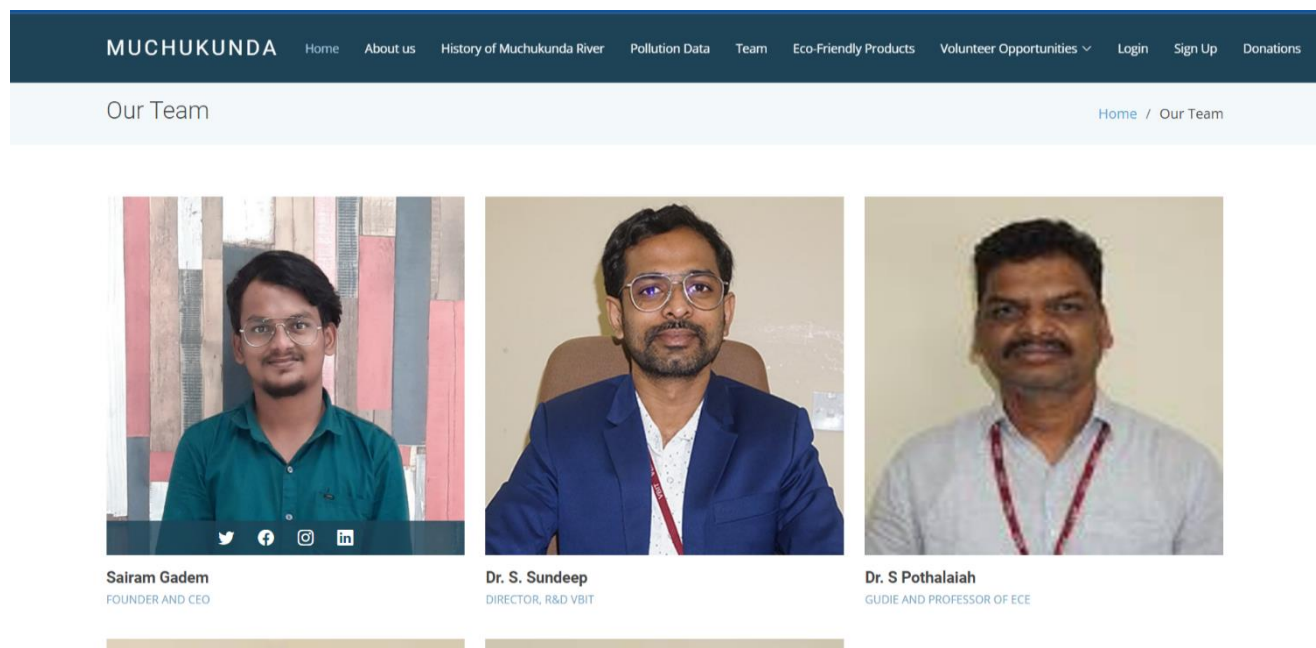 MUCHUKUNDA Home About us History of Muchukunda River Pollution Data Team Eco-Friendly Products Volunteer Opportunities Login Sign Up Donations
Our Team Home / Our Team
VBIT
Sairam Gadem Dr. S. Sundeep Dr. S Pothalaiah
FOUNDER AND CEO DIRECTOR, R&D VBIT GUDIE AND PROFESSOR OF ECE